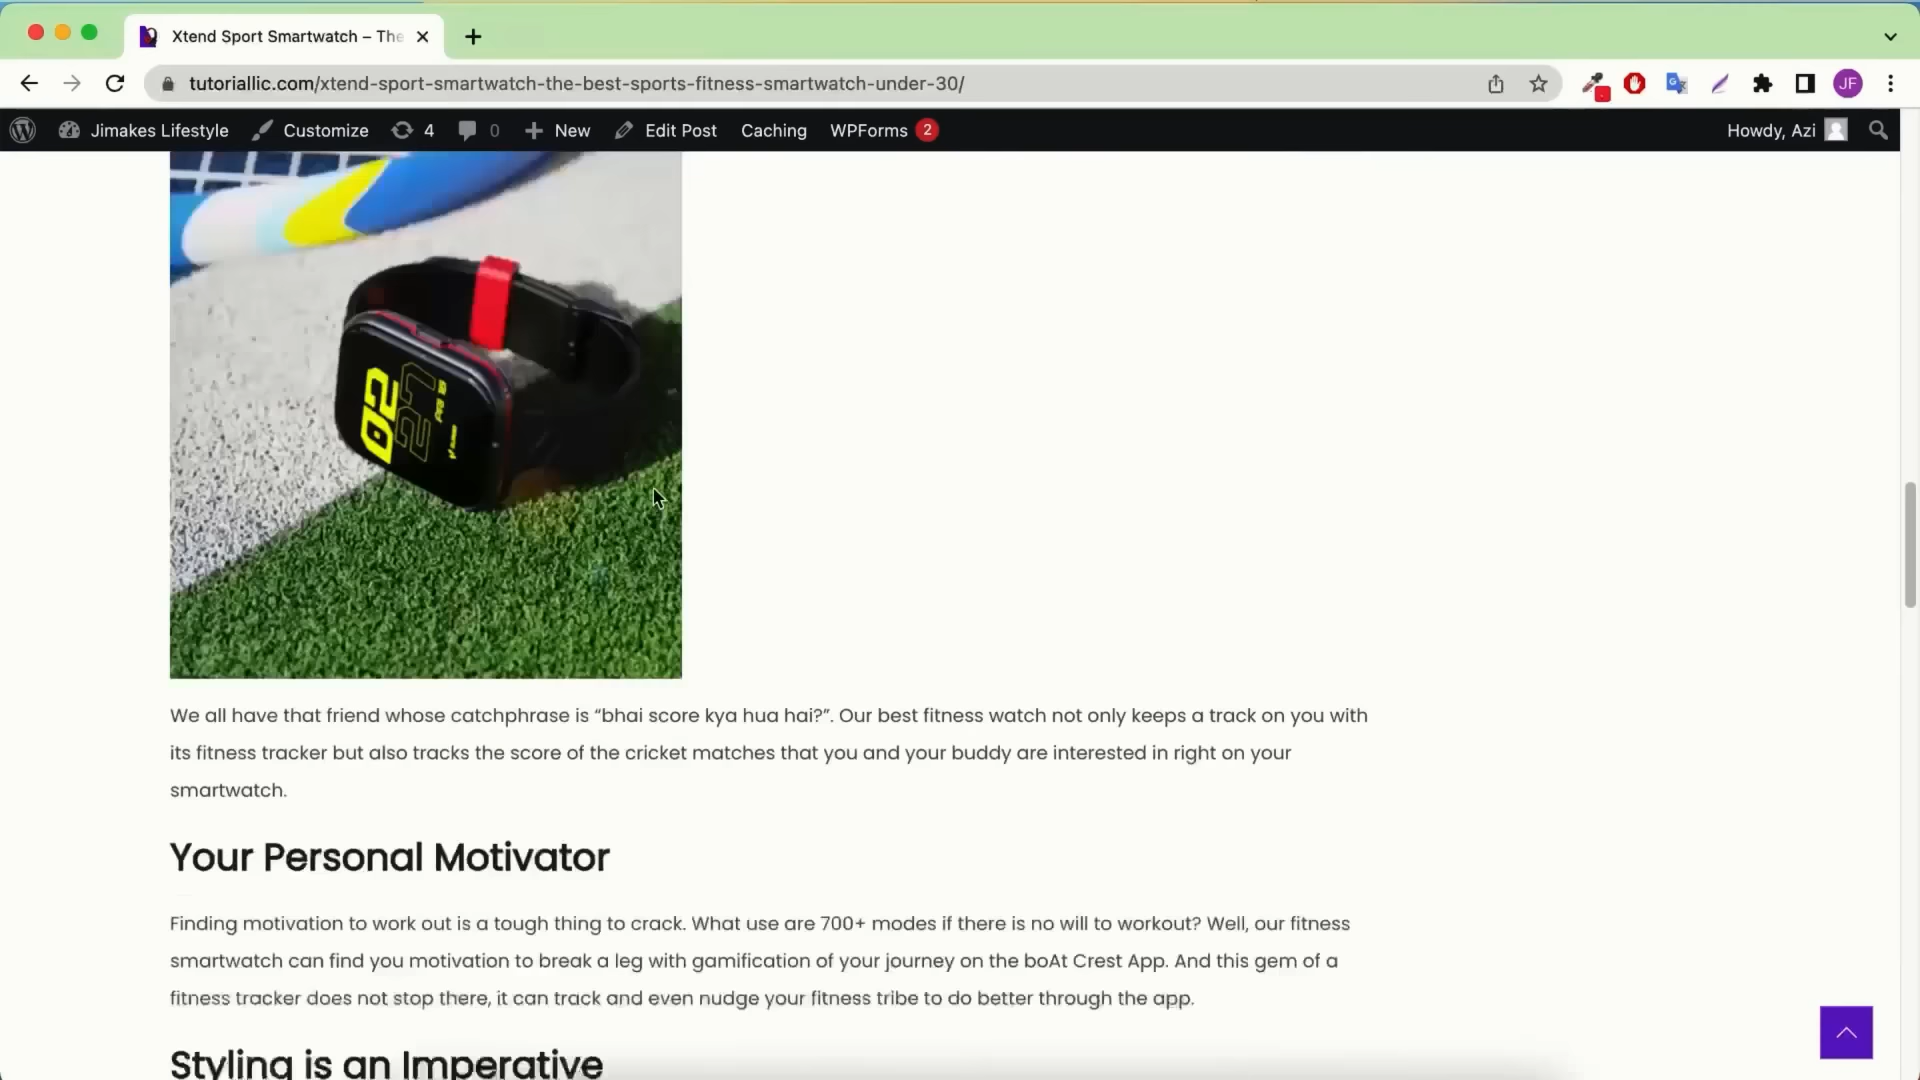 Xtend Sport Smartwatch – The
tutoriallic.com/xtend-sport-smartwatch-the-best-sports-fitness-smartwatch-under-30/
JF
Jimakes Lifestyle Customize 4 0 New Edit Post Caching WPForms 2 Howdy, Azi
02
27
We all have that friend whose catchphrase is “bhai score kya hua hai?”. Our best fitness watch not only keeps a track on you with
its fitness tracker but also tracks the score of the cricket matches that you and your buddy are interested in right on your
smartwatch.
Your Personal Motivator
Finding motivation to work out is a tough thing to crack. What use are 700+ modes if there is no will to workout? Well, our fitness
smartwatch can find you motivation to break a leg with gamification of your journey on the boAt Crest App. And this gem of a
fitness tracker does not stop there, it can track and even nudge your fitness tribe to do better through the app.
Styling is an Imperative